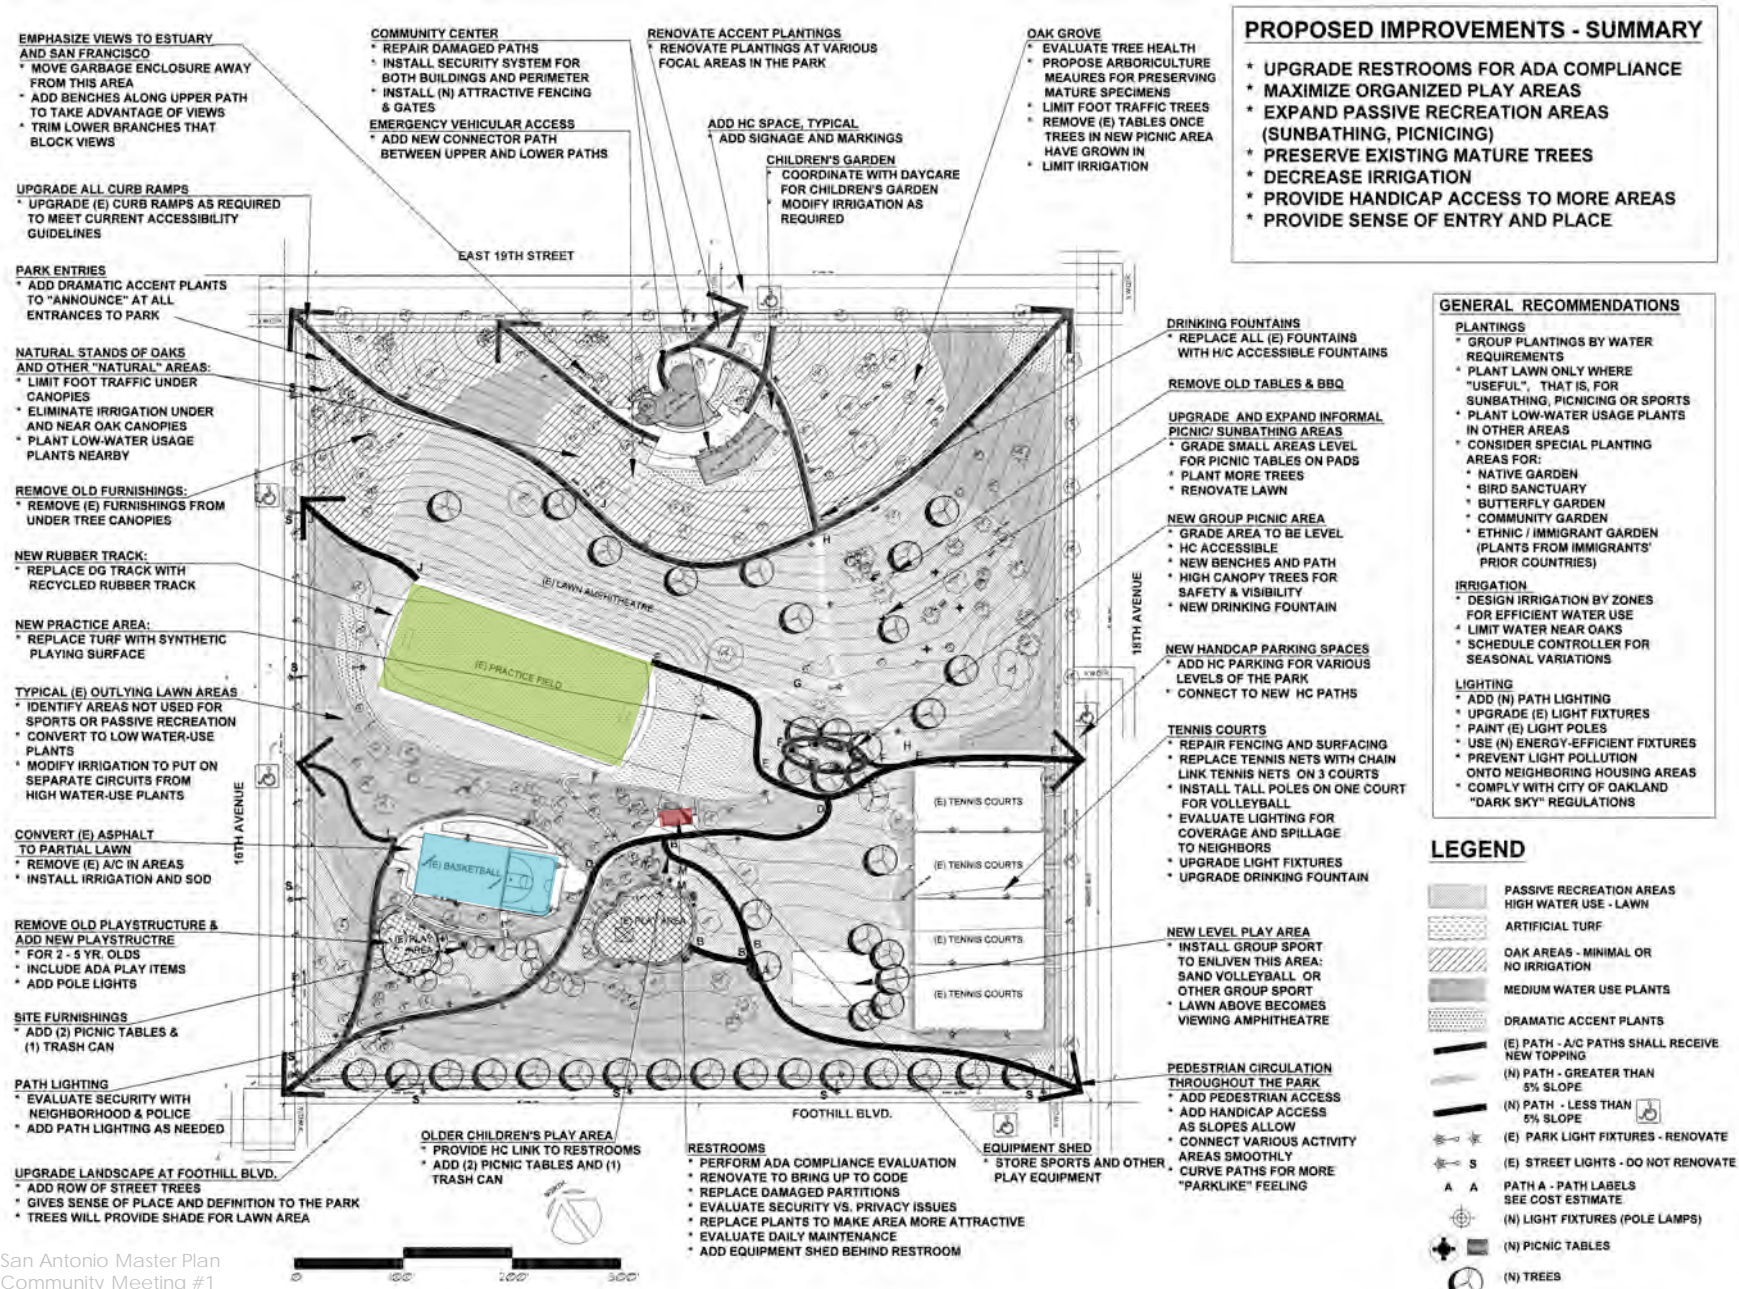 EMPHASIZE VIEWS TO ESTUARY
AND SAN FRANCISCO
* MOVE GARBAGE ENCLOSURE AWAY
FROM THIS AREA
* ADD BENCHES ALONG UPPER PATH
TO TAKE ADVANTAGE OF VIEWS
* TRIM LOWER BRANCHES THAT
BLOCK VIEWS
UPGRADE ALL CURB RAMPS
* UPGRADE (E) CURB RAMPS AS REQUIRED
TO MEET CURRENT ACCESSIBILITY
GUIDELINES
PARK ENTRIES
* ADD DRAMATIC ACCENT PLANTS
TO "ANNOUNCE" AT ALL
ENTRANCES TO PARK
NATURAL STANDS OF OAKS
AND OTHER "NATURAL" AREAS:
* LIMIT FOOT TRAFFIC UNDER
CANOPIES
* ELIMINATE IRRIGATION UNDER
AND NEAR OAK CANOPIES
* PLANT LOW-WATER USAGE
PLANTS NEARBY
REMOVE OLD FURNISHINGS:
* REMOVE (E) FURNISHINGS FROM
UNDER TREE CANOPIES
NEW RUBBER TRACK:
* REPLACE DG TRACK WITH
RECYCLED RUBBER TRACK
NEW PRACTICE AREA:
* REPLACE TURF WITH SYNTHETIC
PLAYING SURFACE
TYPICAL (E) OUTLYING LAWN AREAS
* IDENTIFY AREAS NOT USED FOR
SPORTS OR PASSIVE RECREATION
* CONVERT TO LOW WATER-USE
PLANTS
* MODIFY IRRIGATION TO PUT ON
SEPARATE CIRCUITS FROM
HIGH WATER-USE PLANTS
CONVERT (E) ASPHALT
TO PARTIAL LAWN
* REMOVE (E) A/C IN AREAS
* INSTALL IRRIGATION AND SOD
REMOVE OLD PLAYSTRUCTURE &
ADD NEW PLAYSTRUCTRE
* FOR 2 - 5 YR. OLDS
* INCLUDE ADA PLAY ITEMS
* ADD POLE LIGHTS
SITE FURNISHINGS
* ADD (2) PICNIC TABLES &
(1) TRASH CAN
PATH LIGHTING
* EVALUATE SECURITY WITH
NEIGHBORHOOD & POLICE
* ADD PATH LIGHTING AS NEEDED
UPGRADE LANDSCAPE AT FOOTHILL BLVD.
* ADD ROW OF STREET TREES
* GIVES SENSE OF PLACE AND DEFINITION TO THE PARK
* TREES WILL PROVIDE SHADE FOR LAWN AREA
COMMUNITY CENTER
* REPAIR DAMAGED PATHS
* INSTALL SECURITY SYSTEM FOR
BOTH BUILDINGS AND PERIMETER
* INSTALL (N) ATTRACTIVE FENCING
& GATES
EMERGENCY VEHICULAR ACCESS
* ADD NEW CONNECTOR PATH
BETWEEN UPPER AND LOWER PATHS
RENOVATE ACCENT PLANTINGS
* RENOVATE PLANTINGS AT VARIOUS
FOCAL AREAS IN THE PARK
ADD HC SPACE, TYPICAL
* ADD SIGNAGE AND MARKINGS
CHILDREN'S GARDEN
* COORDINATE WITH DAYCARE
FOR CHILDREN'S GARDEN
* MODIFY IRRIGATION AS
REQUIRED
OAK GROVE
* EVALUATE TREE HEALTH
* PROPOSE ARBORICULTURE
MEAURES FOR PRESERVING
MATURE SPECIMENS
* LIMIT FOOT TRAFFIC TREES
* REMOVE (E) TABLES ONCE
TREES IN NEW PICNIC AREA
HAVE GROWN IN
* LIMIT IRRIGATION
PROPOSED IMPROVEMENTS - SUMMARY
* UPGRADE RESTROOMS FOR ADA COMPLIANCE
* MAXIMIZE ORGANIZED PLAY AREAS
* EXPAND PASSIVE RECREATION AREAS
(SUNBATHING, PICNICING)
* PRESERVE EXISTING MATURE TREES
* DECREASE IRRIGATION
* PROVIDE HANDICAP ACCESS TO MORE AREAS
* PROVIDE SENSE OF ENTRY AND PLACE
EAST 19TH STREET
16TH AVENUE
18TH AVENUE
FOOTHILL BLVD.
(E) LAWN AMPHITHEATRE
(E) PRACTICE FIELD
(E) BASKETBALL
(E) PLAY AREA
(E) PLAY AREA
(E) TENNIS COURTS
(E) TENNIS COURTS
(E) TENNIS COURTS
(E) TENNIS COURTS
DRINKING FOUNTAINS
* REPLACE ALL (E) FOUNTAINS
WITH H/C ACCESSIBLE FOUNTAINS
REMOVE OLD TABLES & BBQ
UPGRADE AND EXPAND INFORMAL
PICNIC/ SUNBATHING AREAS
* GRADE SMALL AREAS LEVEL
FOR PICNIC TABLES ON PADS
* PLANT MORE TREES
* RENOVATE LAWN
NEW GROUP PICNIC AREA
* GRADE AREA TO BE LEVEL
* HC ACCESSIBLE
* NEW BENCHES AND PATH
* HIGH CANOPY TREES FOR
SAFETY & VISIBILITY
* NEW DRINKING FOUNTAIN
NEW HANDCAP PARKING SPACES
* ADD HC PARKING FOR VARIOUS
LEVELS OF THE PARK
* CONNECT TO NEW HC PATHS
TENNIS COURTS
* REPAIR FENCING AND SURFACING
* REPLACE TENNIS NETS WITH CHAIN
LINK TENNIS NETS ON 3 COURTS
* INSTALL TALL POLES ON ONE COURT
FOR VOLLEYBALL
* EVALUATE LIGHTING FOR
COVERAGE AND SPILLAGE
TO NEIGHBORS
* UPGRADE LIGHT FIXTURES
* UPGRADE DRINKING FOUNTAIN
NEW LEVEL PLAY AREA
* INSTALL GROUP SPORT
TO ENLIVEN THIS AREA:
SAND VOLLEYBALL OR
OTHER GROUP SPORT
* LAWN ABOVE BECOMES
VIEWING AMPHITHEATRE
PEDESTRIAN CIRCULATION
THROUGHOUT THE PARK
* ADD PEDESTRIAN ACCESS
* ADD HANDICAP ACCESS
AS SLOPES ALLOW
* CONNECT VARIOUS ACTIVITY
AREAS SMOOTHLY
* CURVE PATHS FOR MORE
"PARKLIKE" FEELING
OLDER CHILDREN'S PLAY AREA
* PROVIDE HC LINK TO RESTROOMS
* ADD (2) PICNIC TABLES AND (1)
TRASH CAN
RESTROOMS
* PERFORM ADA COMPLIANCE EVALUATION
* RENOVATE TO BRING UP TO CODE
* REPLACE DAMAGED PARTITIONS
* EVALUATE SECURITY VS. PRIVACY ISSUES
* REPLACE PLANTS TO MAKE AREA MORE ATTRACTIVE
* EVALUATE DAILY MAINTENANCE
* ADD EQUIPMENT SHED BEHIND RESTROOM
EQUIPMENT SHED
* STORE SPORTS AND OTHER
PLAY EQUIPMENT
GENERAL RECOMMENDATIONS
PLANTINGS
* GROUP PLANTINGS BY WATER
REQUIREMENTS
* PLANT LAWN ONLY WHERE
"USEFUL", THAT IS, FOR
SUNBATHING, PICNICING OR SPORTS
* PLANT LOW-WATER USAGE PLANTS
IN OTHER AREAS
* CONSIDER SPECIAL PLANTING
AREAS FOR:
* NATIVE GARDEN
* BIRD SANCTUARY
* BUTTERFLY GARDEN
* COMMUNITY GARDEN
* ETHNIC / IMMIGRANT GARDEN
(PLANTS FROM IMMIGRANTS'
PRIOR COUNTRIES)
IRRIGATION
* DESIGN IRRIGATION BY ZONES
FOR EFFICIENT WATER USE
* LIMIT WATER NEAR OAKS
* SCHEDULE CONTROLLER FOR
SEASONAL VARIATIONS
LIGHTING
* ADD (N) PATH LIGHTING
* UPGRADE (E) LIGHT FIXTURES
* PAINT (E) LIGHT POLES
* USE (N) ENERGY-EFFICIENT FIXTURES
* PREVENT LIGHT POLLUTION
ONTO NEIGHBORING HOUSING AREAS
* COMPLY WITH CITY OF OAKLAND
"DARK SKY" REGULATIONS
LEGEND
PASSIVE RECREATION AREAS
HIGH WATER USE - LAWN
ARTIFICIAL TURF
OAK AREAS - MINIMAL OR
NO IRRIGATION
MEDIUM WATER USE PLANTS
DRAMATIC ACCENT PLANTS
(E) PATH - A/C PATHS SHALL RECEIVE
NEW TOPPING
(N) PATH - GREATER THAN
5% SLOPE
(N) PATH - LESS THAN
5% SLOPE
(E) PARK LIGHT FIXTURES - RENOVATE
S (E) STREET LIGHTS - DO NOT RENOVATE
A A PATH A - PATH LABELS
SEE COST ESTIMATE
(N) LIGHT FIXTURES (POLE LAMPS)
(N) PICNIC TABLES
(N) TREES
NORTH
0 100' 200' 300'
San Antonio Master Plan
Community Meeting #1